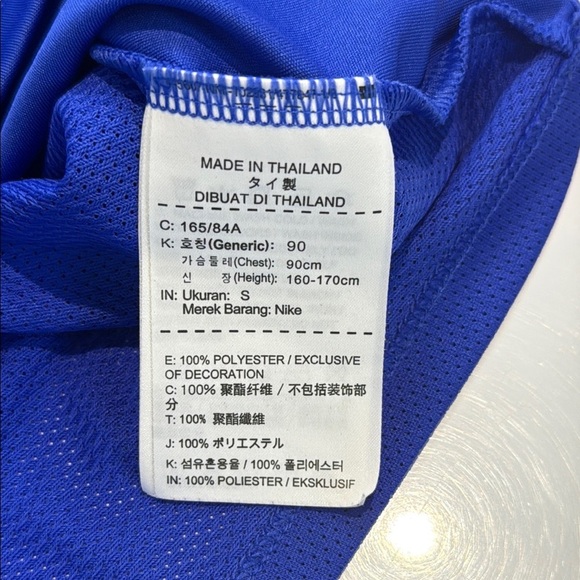 MADE IN THAILAND
タイ製
DIBUAT DI THAILAND
C: 165/84A
K: 호칭(Generic): 90
가슴둘레(Chest): 90cm
신 장(Height): 160-170cm
IN: Ukuran: S
Merek Barang: Nike
E: 100% POLYESTER / EXCLUSIVE
OF DECORATION
C: 100% 聚酯纤维 / 不包括装饰部
分
T: 100% 聚酯纖維
J: 100% ポリエステル
K: 섬유혼용율 / 100% 폴리에스터
IN: 100% POLIESTER / EKSKLUSIF